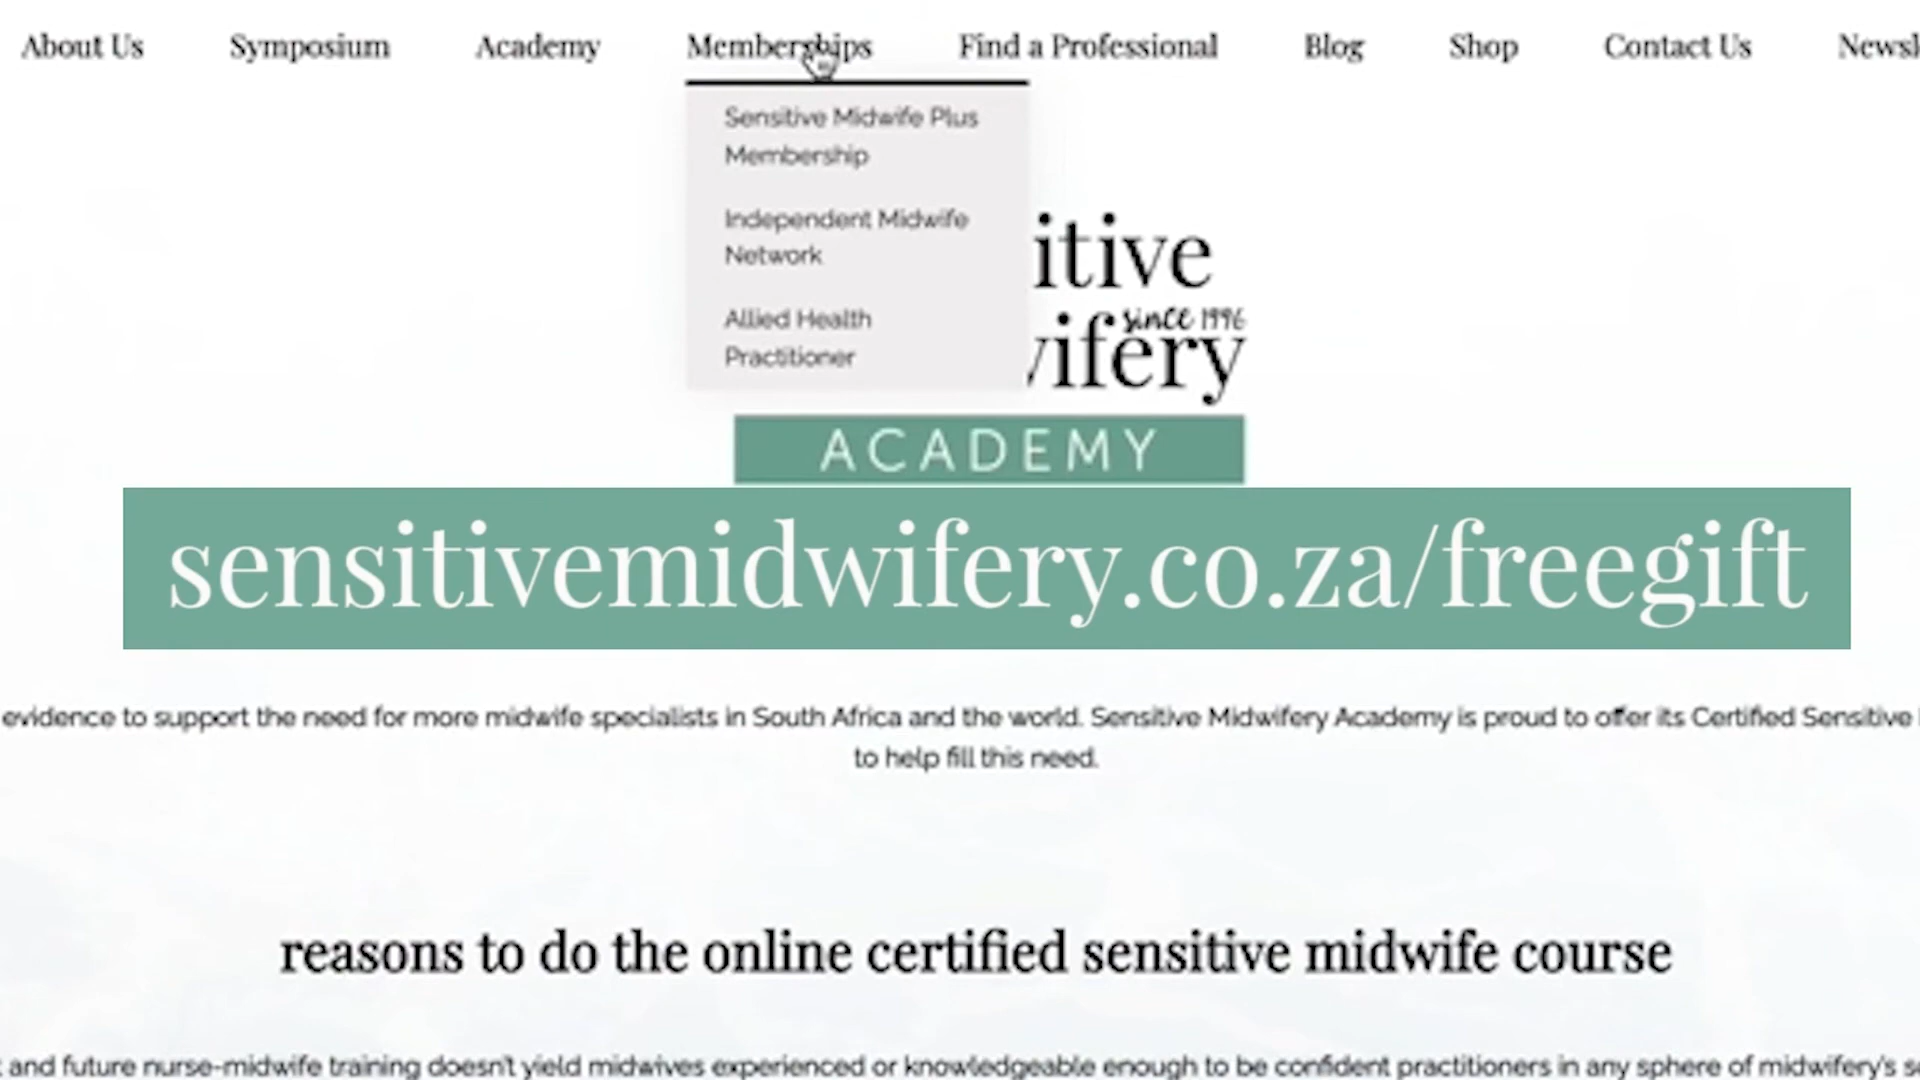 About Us Symposium Academy Memberships Find a Professional Blog Shop Contact Us
Sensitive Midwife Plus
Membership
Independent Midwife
Network
Allied Health
Practitioner
itive
since 1996
wifery
ACADEMY
sensitivemidwifery.co.za/freegift
evidence to support the need for more midwife specialists in South Africa and the world. Sensitive Midwifery Academy is proud to offer its Certified Sensitive
to help fill this need.
reasons to do the online certified sensitive midwife course
and future nurse-midwife training doesn't yield midwives experienced or knowledgeable enough to be confident practitioners in any sphere of midwifery's